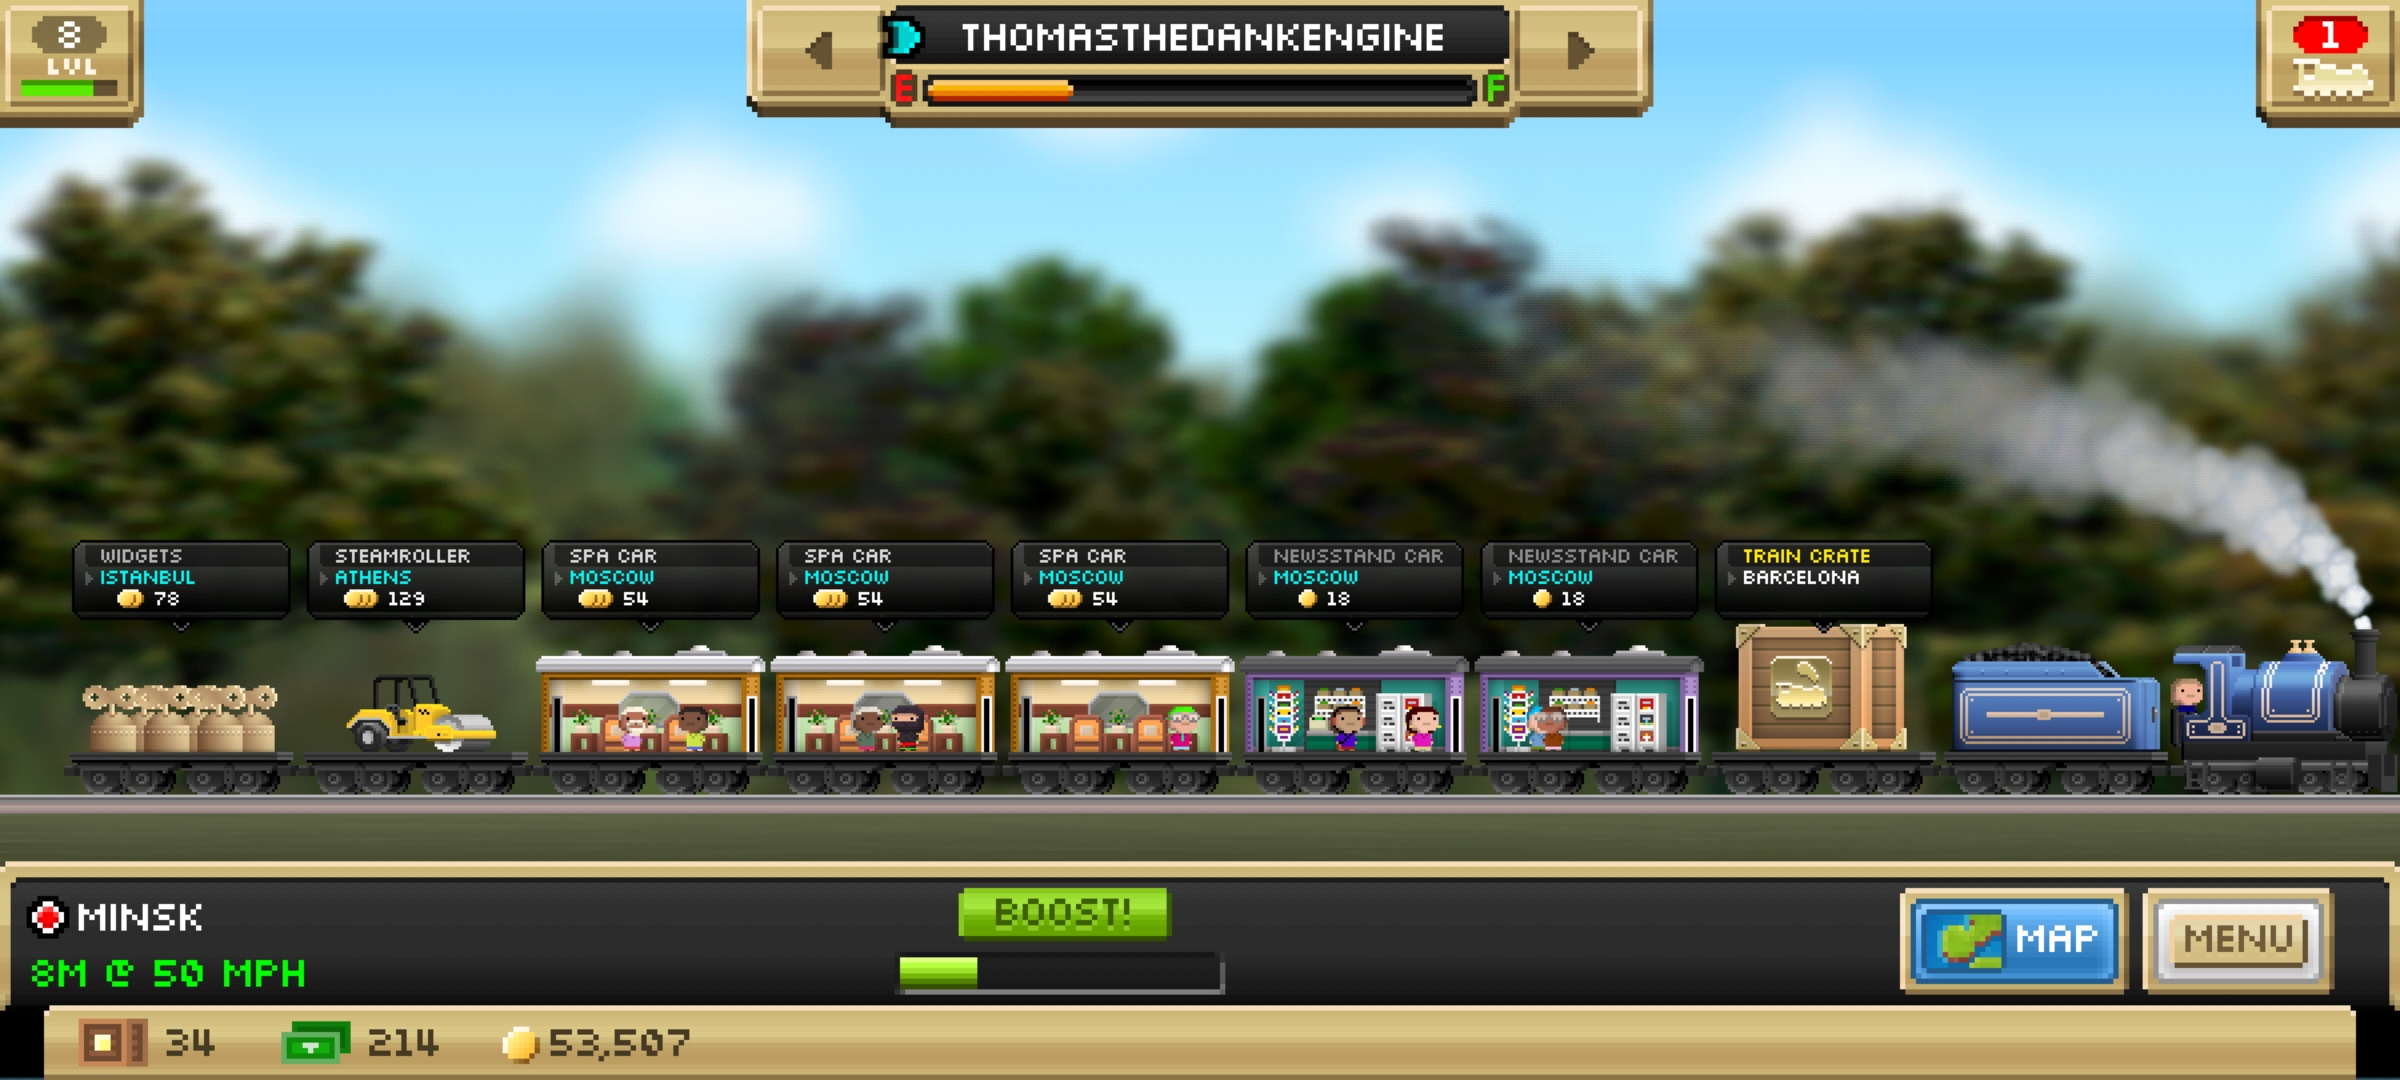 8
LVL
THOMASTHEDANKENGINE
E F
1
WIDGETS
ISTANBUL
78
STEAMROLLER
ATHENS
129
SPA CAR
MOSCOW
54
SPA CAR
MOSCOW
54
SPA CAR
MOSCOW
54
NEWSSTAND CAR
MOSCOW
18
NEWSSTAND CAR
MOSCOW
18
TRAIN CRATE
BARCELONA
MINSK
8M @ 50 MPH
BOOST!
MAP
MENU
34 214 53,507